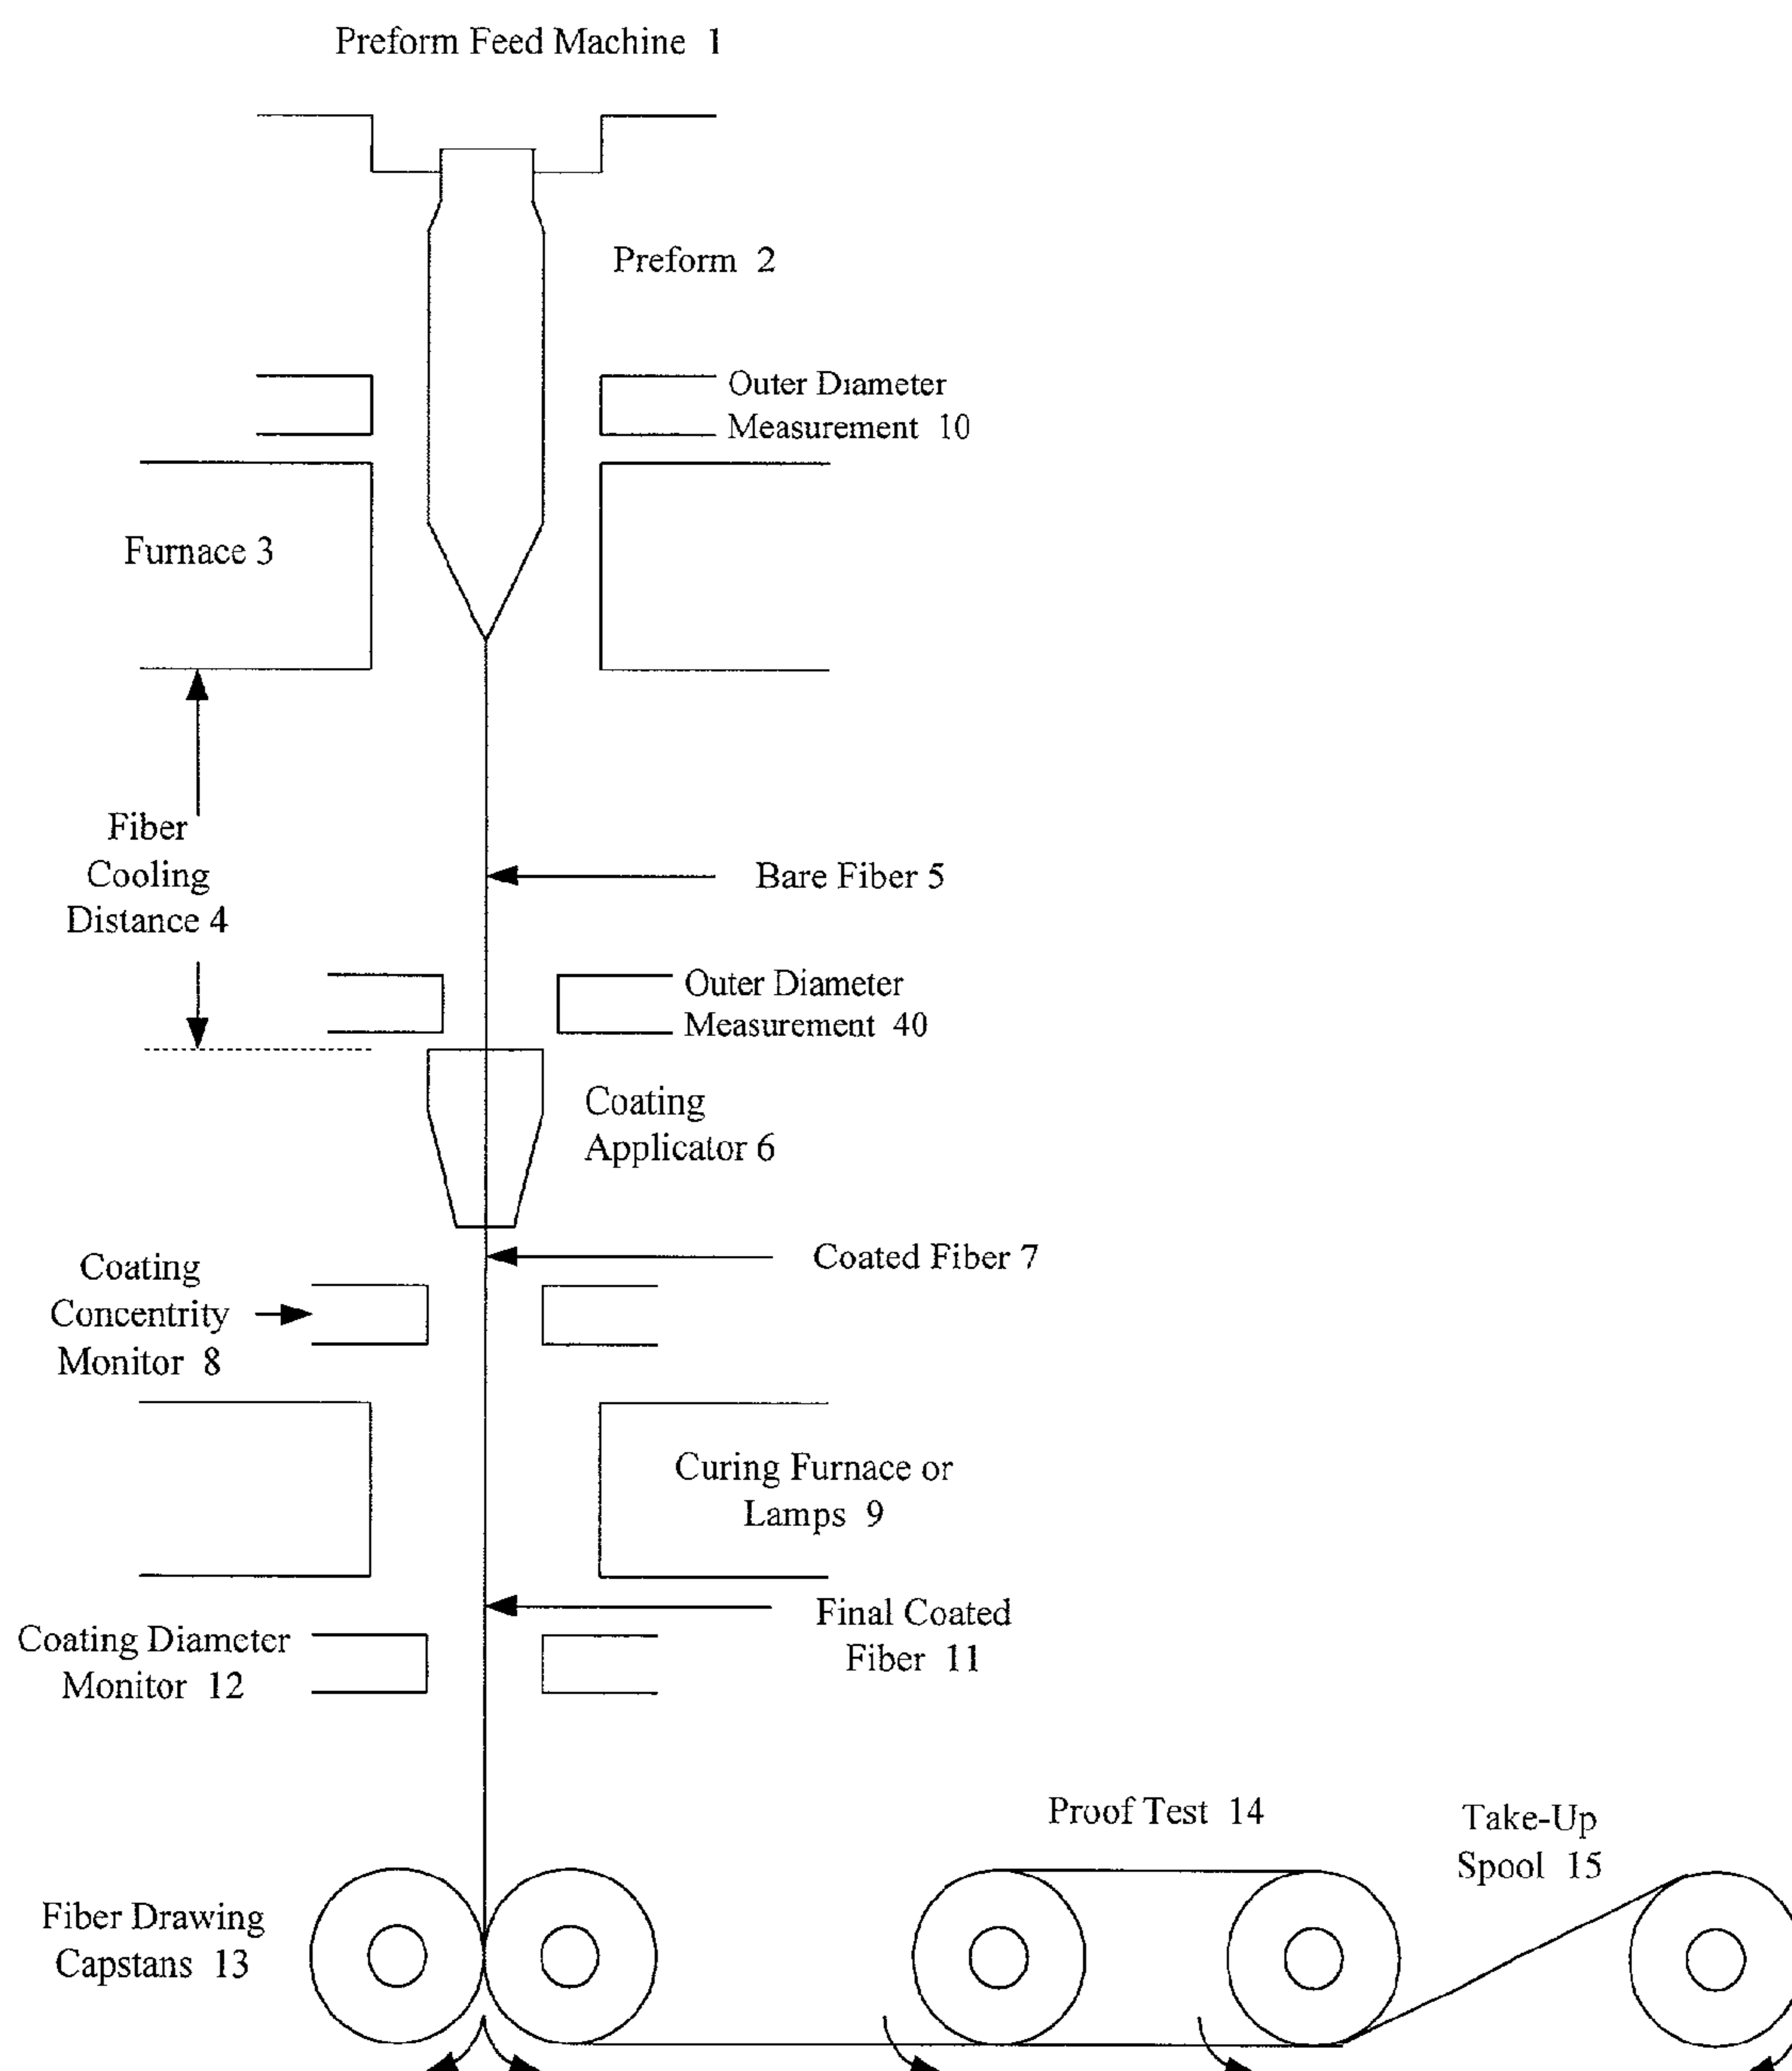 Preform Feed Machine 1
Preform 2
Outer Diameter
Measurement 10
Furnace 3
Fiber
Cooling
Distance 4
Bare Fiber 5
Outer Diameter
Measurement 40
Coating
Applicator 6
Coated Fiber 7
Coating
Concentrity
Monitor 8
Curing Furnace or
Lamps 9
Final Coated
Fiber 11
Coating Diameter
Monitor 12
Proof Test 14
Take-Up
Spool 15
Fiber Drawing
Capstans 13